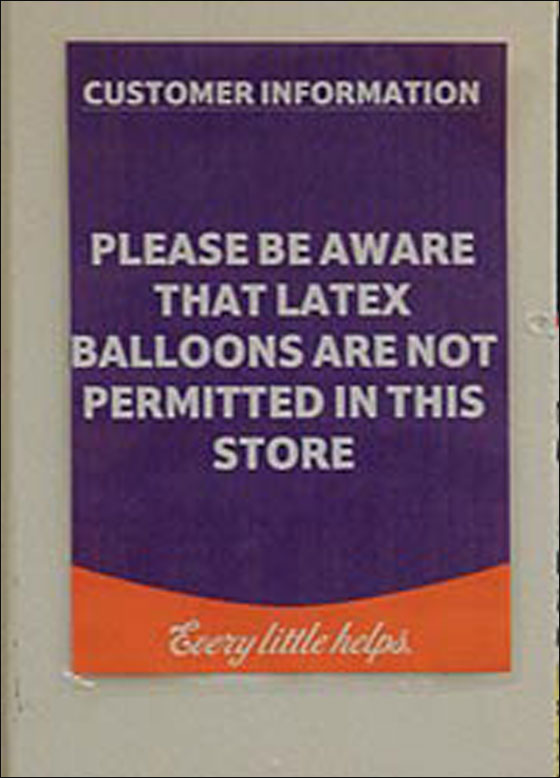 CUSTOMER INFORMATION
PLEASE BE AWARE
THAT LATEX
BALLOONS ARE NOT
PERMITTED IN THIS
STORE
Every little helps.